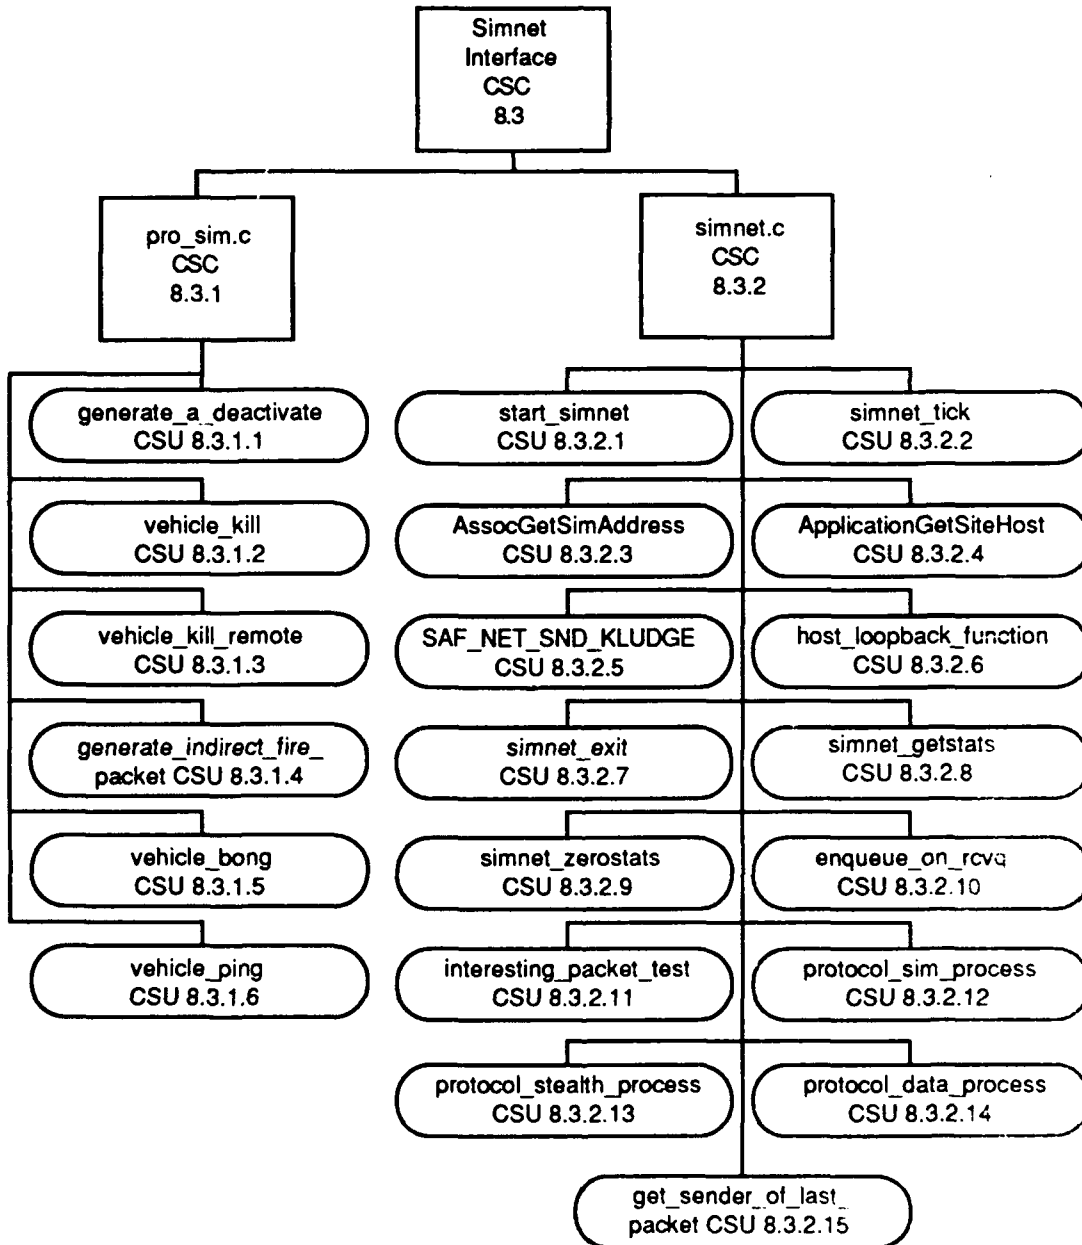 Simnet
Interface
CSC
8.3
pro_sim.c
CSC
8.3.1
simnet.c
CSC
8.3.2
generate_a_deactivate
CSU 8.3.1.1
vehicle_kill
CSU 8.3.1.2
vehicle_kill_remote
CSU 8.3.1.3
generate_indirect_fire_
packet CSU 8.3.1.4
vehicle_bong
CSU 8.3.1.5
vehicle_ping
CSU 8.3.1.6
start_simnet
CSU 8.3.2.1
simnet_tick
CSU 8.3.2.2
AssocGetSimAddress
CSU 8.3.2.3
ApplicationGetSiteHost
CSU 8.3.2.4
SAF_NET_SND_KLUDGE
CSU 8.3.2.5
host_loopback_function
CSU 8.3.2.6
simnet_exit
CSU 8.3.2.7
simnet_getstats
CSU 8.3.2.8
simnet_zerostats
CSU 8.3.2.9
enqueue_on_rcvq
CSU 8.3.2.10
interesting_packet_test
CSU 8.3.2.11
protocol_sim_process
CSU 8.3.2.12
protocol_stealth_process
CSU 8.3.2.13
protocol_data_process
CSU 8.3.2.14
get_sender_of_last_
packet CSU 8.3.2.15